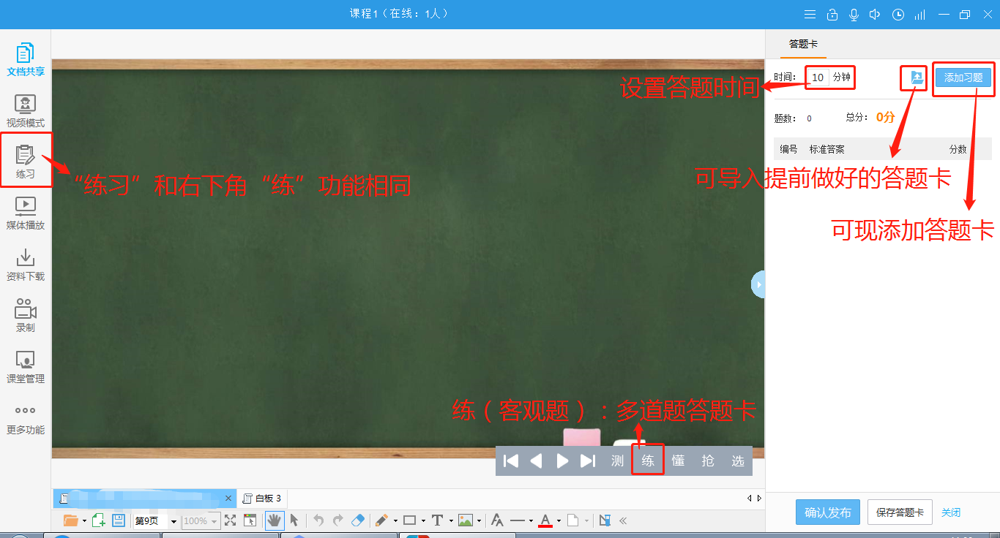 课程1（在线：1人）
文档共享
视频模式
练习
媒体播放
资料下载
录制
课堂管理
更多功能
“练习”和右下角“练”功能相同
设置答题时间
练（客观题）：多道题答题卡
测 练 懂 抢 选
答题卡
时间： 10 分钟 添加习题
题数： 0 总分： 0分
编号 标准答案 分数
可导入提前做好的答题卡
可现添加答题卡
确认发布 保存答题卡 关闭
白板 3
第9页 100%